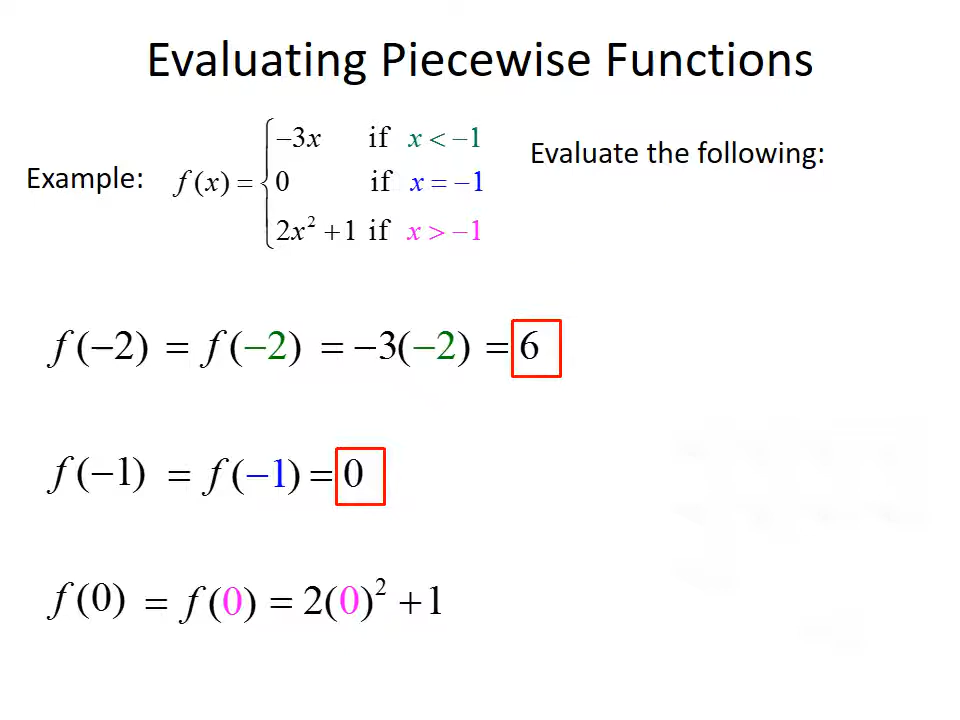 Evaluating Piecewise Functions
Example: f(x) = { −3x if x < −1
0 if x = −1
2x² + 1 if x > −1
Evaluate the following:
f(−2) = f(−2) = −3(−2) = 6
f(−1) = f(−1) = 0
f(0) = f(0) = 2(0)² + 1